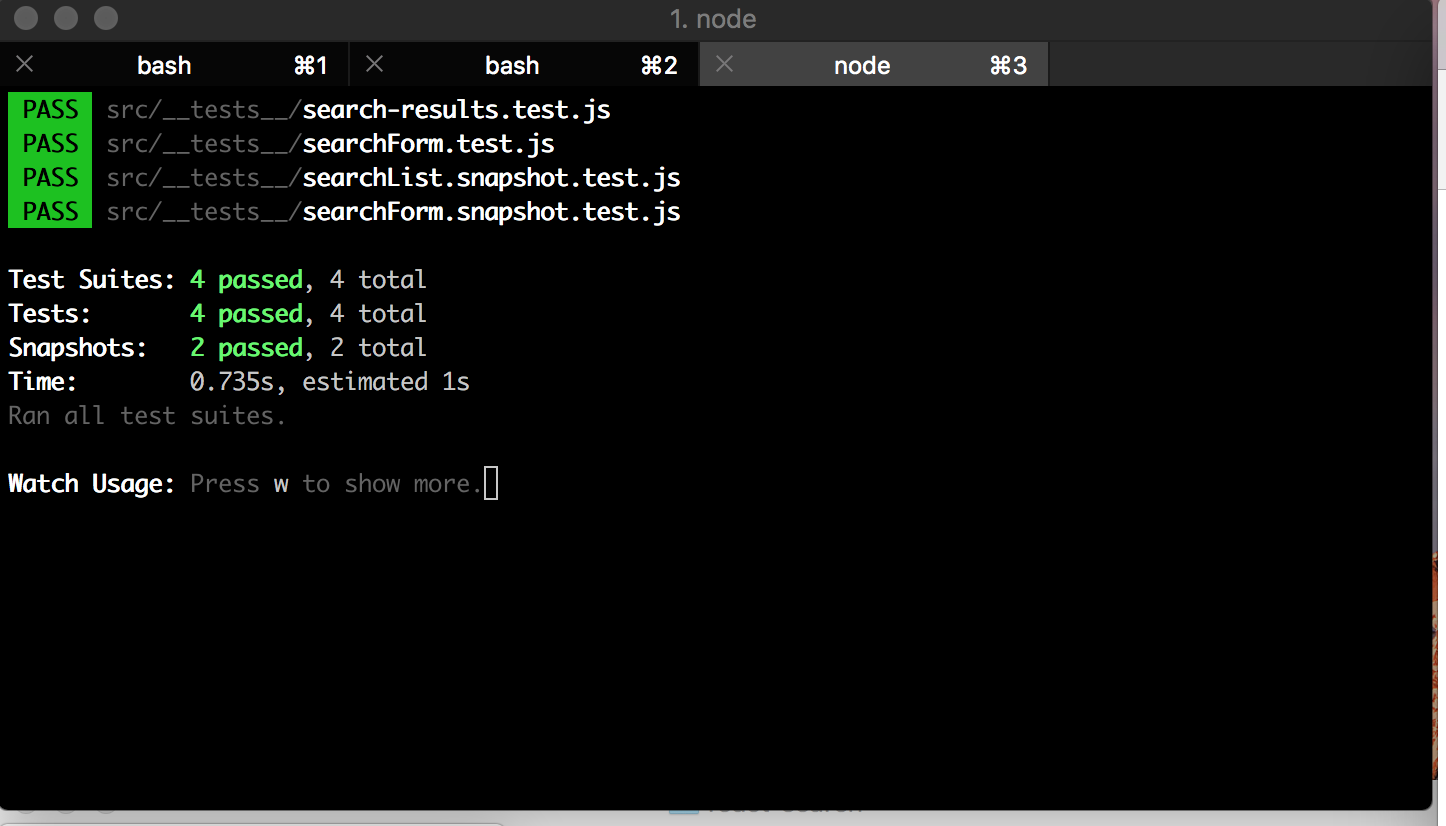 1. node
bash ⌘1 bash ⌘2 node ⌘3
PASS src/__tests__/search-results.test.js
PASS src/__tests__/searchForm.test.js
PASS src/__tests__/searchList.snapshot.test.js
PASS src/__tests__/searchForm.snapshot.test.js
Test Suites: 4 passed, 4 total
Tests: 4 passed, 4 total
Snapshots: 2 passed, 2 total
Time: 0.735s, estimated 1s
Ran all test suites.
Watch Usage: Press w to show more.